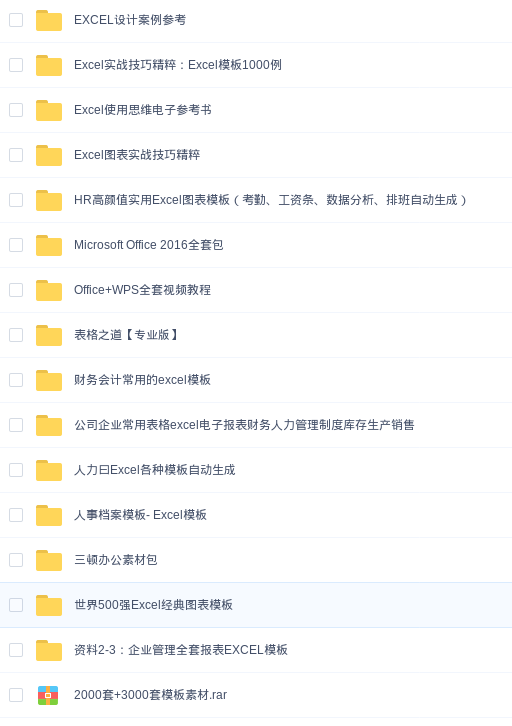 EXCEL设计案例参考
Excel实战技巧精粹：Excel模板1000例
Excel使用思维电子参考书
Excel图表实战技巧精粹
HR高颜值实用Excel图表模板（考勤、工资条、数据分析、排班自动生成）
Microsoft Office 2016全套包
Office+WPS全套视频教程
表格之道【专业版】
财务会计常用的excel模板
公司企业常用表格excel电子报表财务人力管理制度库存生产销售
人力曰Excel各种模板自动生成
人事档案模板- Excel模板
三顿办公素材包
世界500强Excel经典图表模板
资料2-3：企业管理全套报表EXCEL模板
2000套+3000套模板素材.rar